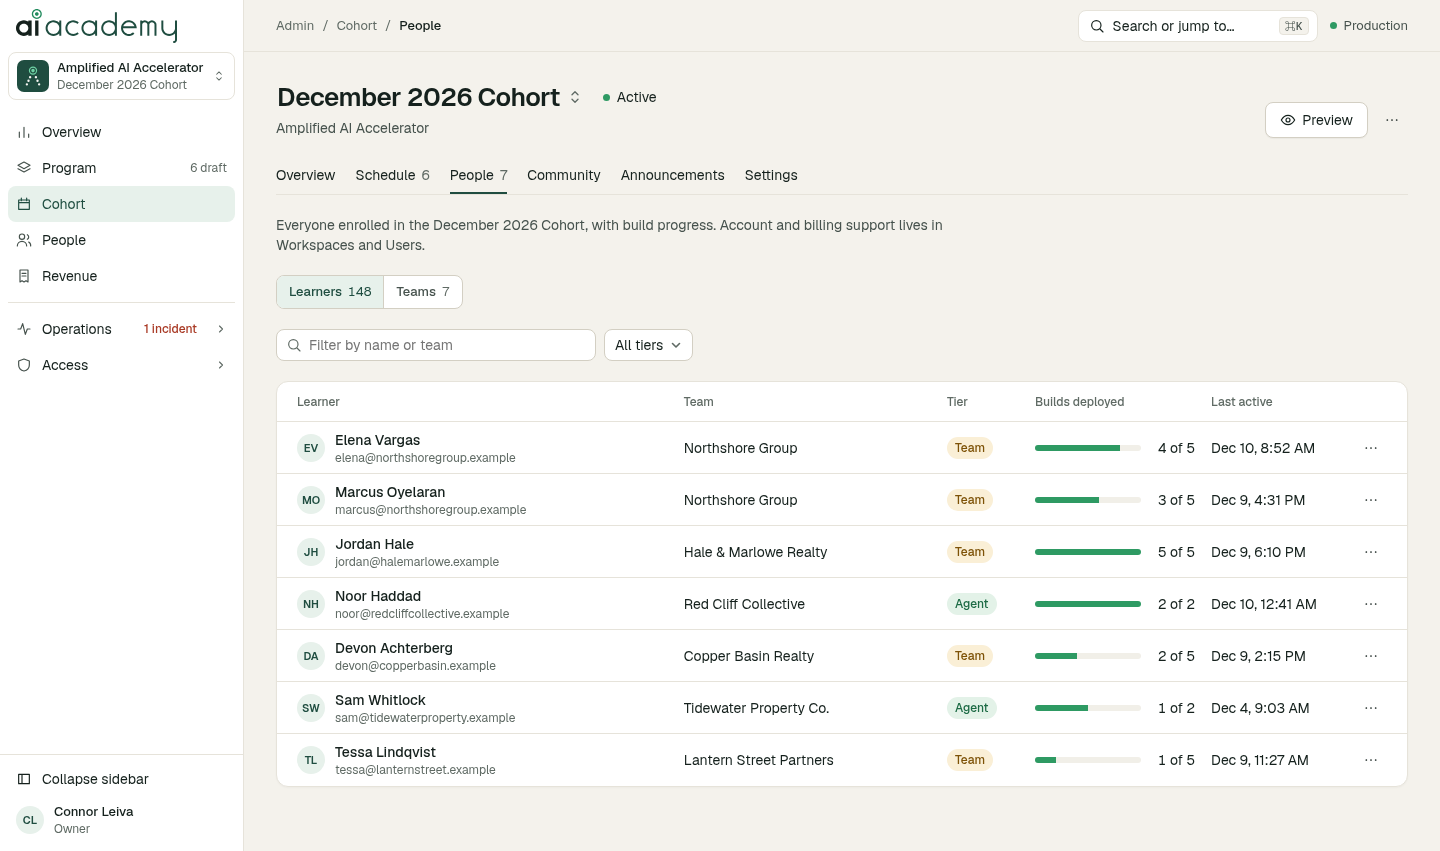 ai academy
Amplified AI Accelerator
December 2026 Cohort
Overview
Program 6 draft
Cohort
People
Revenue
Operations 1 incident
Access
Collapse sidebar
CL
Connor Leiva
Owner
Admin / Cohort / People
Search or jump to... ⌘K
Production
December 2026 Cohort
Active
Amplified AI Accelerator
Preview
Overview Schedule 6 People 7 Community Announcements Settings
Everyone enrolled in the December 2026 Cohort, with build progress. Account and billing support lives in
Workspaces and Users.
Learners 148 Teams 7
Filter by name or team All tiers
Learner Team Tier Builds deployed Last active
EV Elena Vargas Northshore Group Team 4 of 5 Dec 10, 8:52 AM
elena@northshoregroup.example
MO Marcus Oyelaran Northshore Group Team 3 of 5 Dec 9, 4:31 PM
marcus@northshoregroup.example
JH Jordan Hale Hale & Marlowe Realty Team 5 of 5 Dec 9, 6:10 PM
jordan@halemarlowe.example
NH Noor Haddad Red Cliff Collective Agent 2 of 2 Dec 10, 12:41 AM
noor@redcliffcollective.example
DA Devon Achterberg Copper Basin Realty Team 2 of 5 Dec 9, 2:15 PM
devon@copperbasin.example
SW Sam Whitlock Tidewater Property Co. Agent 1 of 2 Dec 4, 9:03 AM
sam@tidewaterproperty.example
TL Tessa Lindqvist Lantern Street Partners Team 1 of 5 Dec 9, 11:27 AM
tessa@lanternstreet.example